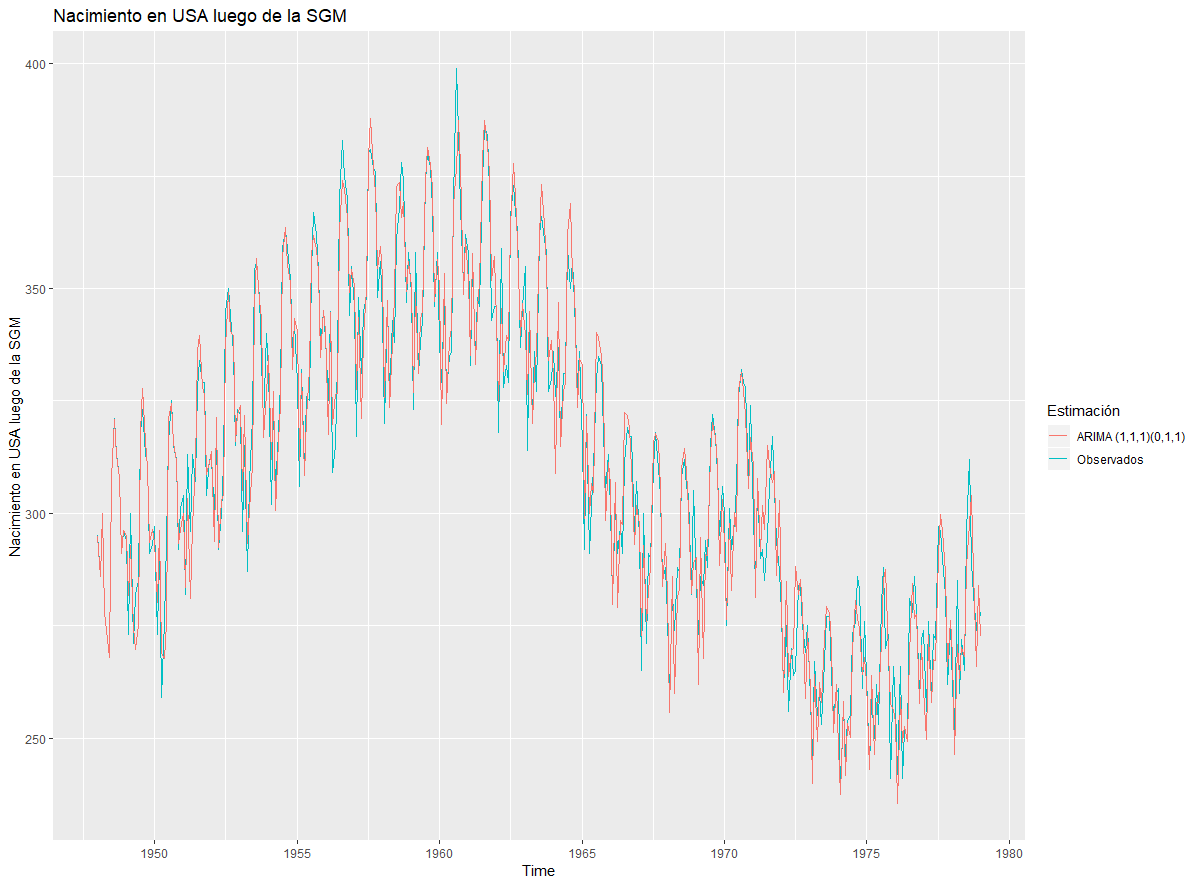 Nacimiento en USA luego de la SGM
Nacimiento en USA luego de la SGM
400
350
300
250
1950
1955
1960
1965
1970
1975
1980
Time
Estimación
ARIMA (1,1,1)(0,1,1)
Observados